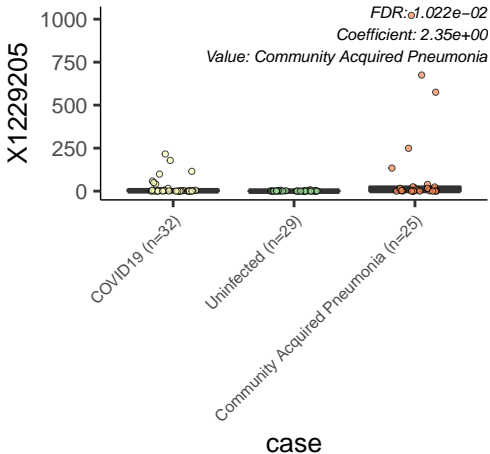 FDR: 1.022e−02
Coefficient: 2.35e+00
Value: Community Acquired Pneumonia
X1229205
1000
750
500
250
0
COVID19 (n=32)
Uninfected (n=29)
Community Acquired Pneumonia (n=25)
case